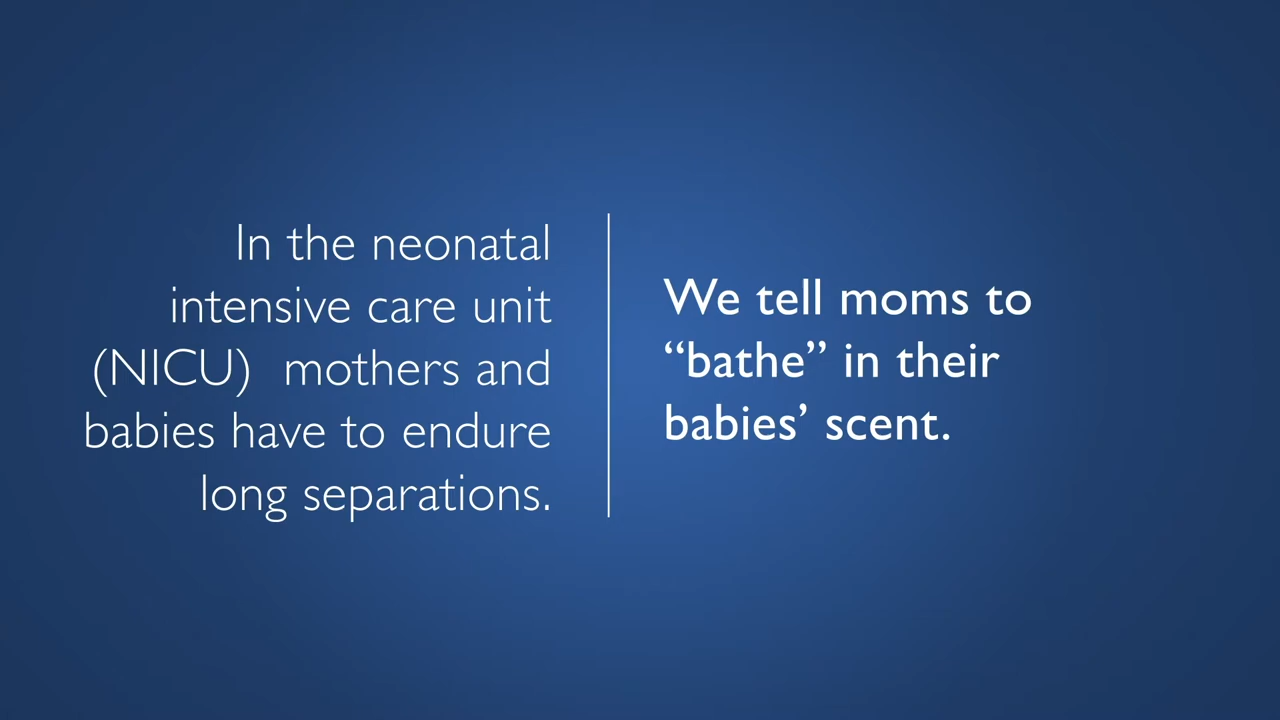 In the neonatal
intensive care unit
(NICU)  mothers and
babies have to endure
long separations.
We tell moms to
“bathe” in their
babies’ scent.